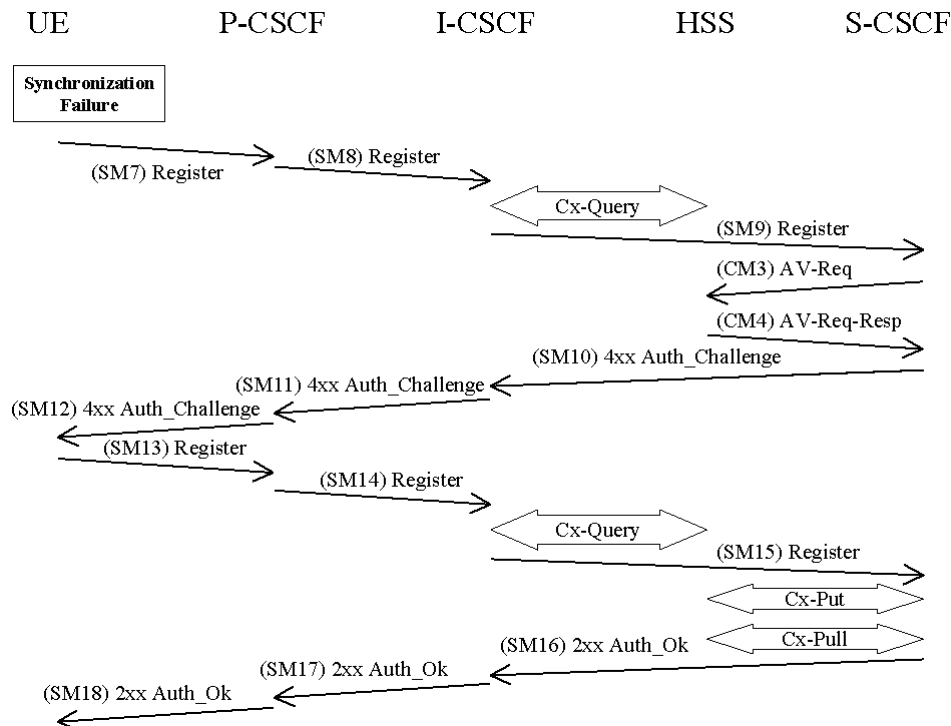 UE P-CSCF I-CSCF HSS S-CSCF
Synchronization
Failure
(SM7) Register
(SM8) Register
Cx-Query
(SM9) Register
(CM3) AV-Req
(CM4) AV-Req-Resp
(SM10) 4xx Auth_Challenge
(SM11) 4xx Auth_Challenge
(SM12) 4xx Auth_Challenge
(SM13) Register
(SM14) Register
Cx-Query
(SM15) Register
Cx-Put
Cx-Pull
(SM16) 2xx Auth_Ok
(SM17) 2xx Auth_Ok
(SM18) 2xx Auth_Ok